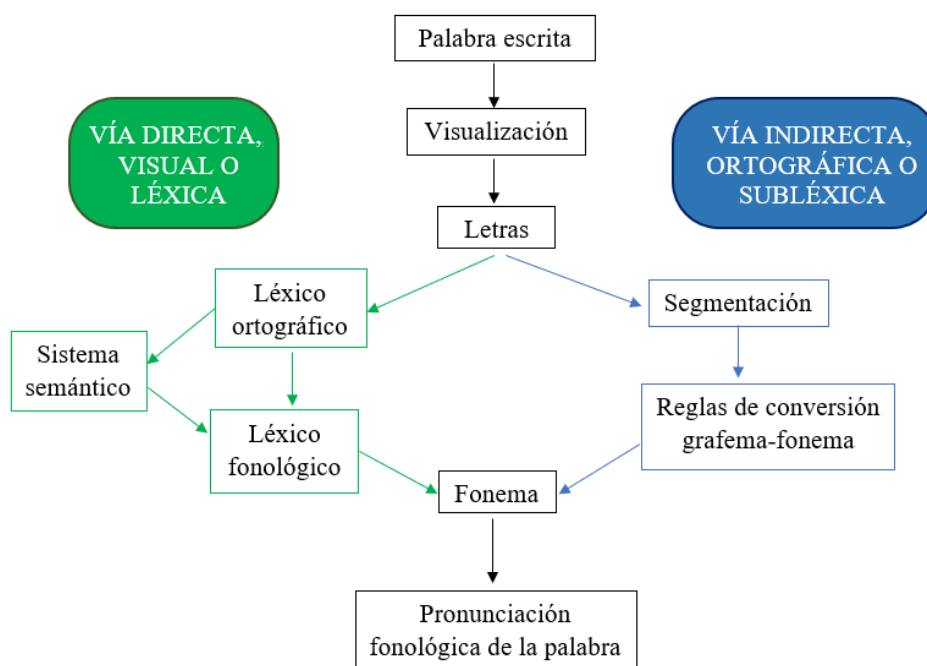 Palabra escrita
VÍA DIRECTA,
VISUAL O
LÉXICA
Visualización
VÍA INDIRECTA,
ORTOGRÁFICA O
SUBLÉXICA
Letras
Léxico
ortográfico
Segmentación
Sistema
semántico
Léxico
fonológico
Reglas de conversión
grafema-fonema
Fonema
Pronunciación
fonológica de la palabra